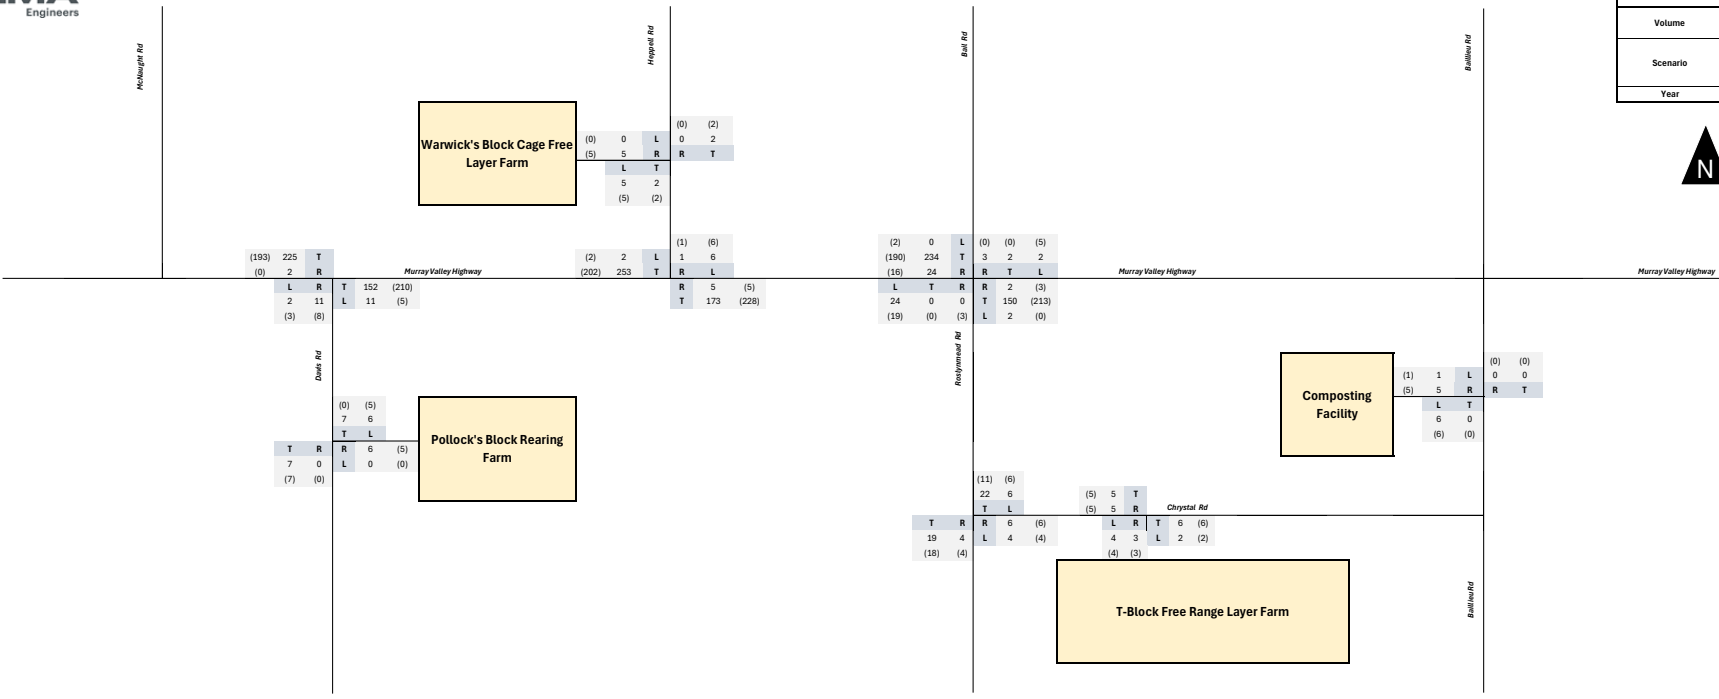 Engineers
Volume
Scenario
Year
N
McNaught Rd
Heppell Rd
Ball Rd
Baillieu Rd
Warwick's Block Cage Free
Layer Farm
(0) 0 L
(5) 5 R
(0) (2)
0 2
R T
L T
5 2
(5) (2)
(193) 225 T
(0) 2 R
Murray Valley Highway
L R
2 11
(3) (8)
T 152 (210)
L 11 (5)
(2) 2 L
(202) 253 T
(1) (6)
1 6
R L
R 5 (5)
T 173 (228)
(2) 0 L
(190) 234 T
(16) 24 R
(0) (0) (5)
3 2 2
R T L
L T R
24 0 0
(19) (0) (3)
R 2 (3)
T 150 (213)
L 2 (0)
Murray Valley Highway
Murray Valley Highway
Davis Rd
Roslynmead Rd
(0) (5)
7 6
T L
T R
7 0
(7) (0)
R 6 (5)
L 0 (0)
Pollock's Block Rearing
Farm
Composting
Facility
(1) 1 L
(5) 5 R
(0) (0)
0 0
R T
L T
6 0
(6) (0)
(11) (6)
22 6
T L
T R
19 4
(18) (4)
R 6 (6)
L 4 (4)
(5) 5 T
(5) 5 R
Chrystal Rd
L R
4 3
(4) (3)
T 6 (6)
L 2 (2)
T-Block Free Range Layer Farm
Baillieu Rd